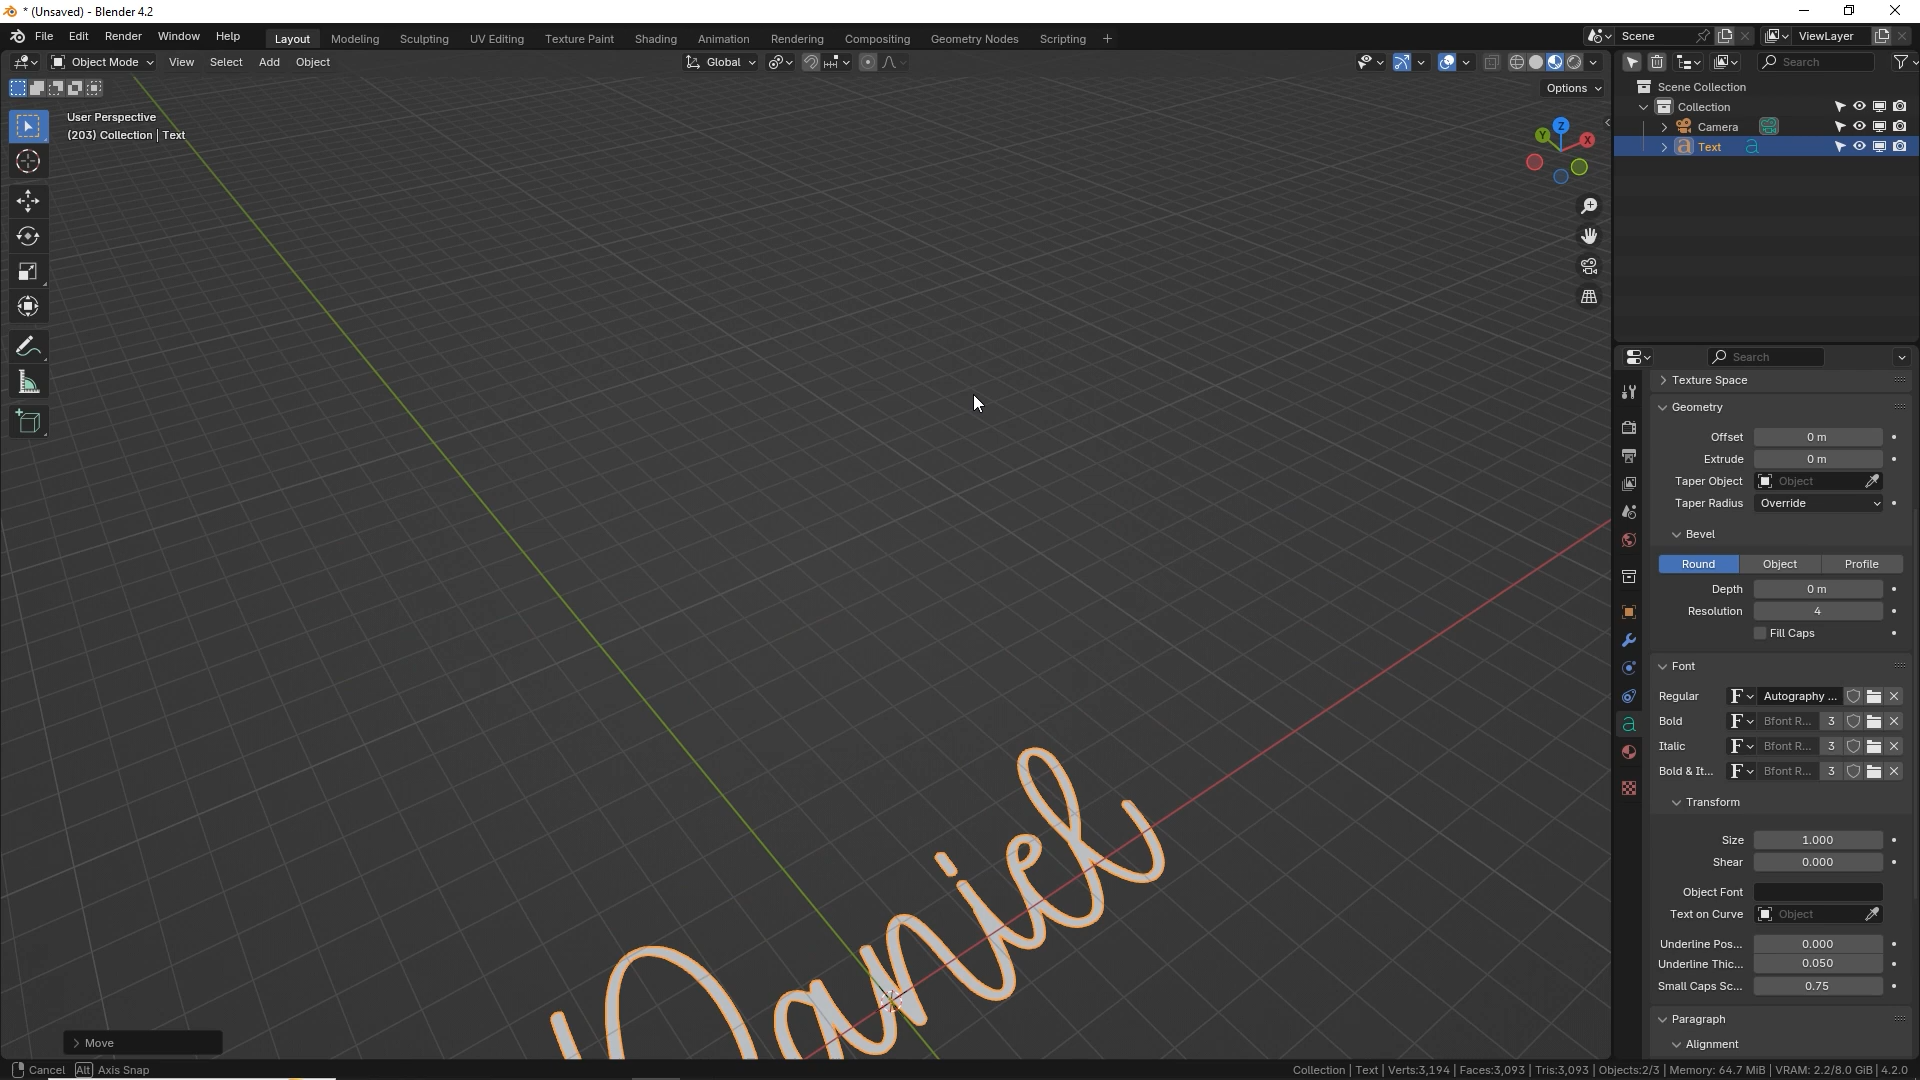 * (Unsaved) - Blender 4.2
File Edit Render Window Help Layout Modeling Sculpting UV Editing Texture Paint Shading Animation Rendering Compositing Geometry Nodes Scripting + Scene ViewLayer
Object Mode View Select Add Object Global Search
Options
User Perspective
(203) Collection | Text
Z
Y
X
Scene Collection
Collection
Camera
Text
Search
Texture Space
Geometry
Offset 0 m
Extrude 0 m
Taper Object Object
Taper Radius Override
Bevel
Round Object Profile
Depth 0 m
Resolution 4
Fill Caps
Font
Regular F Autography ...
Bold F Bfont R... 3
Italic F Bfont R... 3
Bold & It... F Bfont R... 3
Transform
Size 1.000
Shear 0.000
Object Font
Text on Curve Object
Underline Pos... 0.000
Underline Thic... 0.050
Small Caps Sc... 0.75
Paragraph
Alignment
Daniel
Move
Cancel Alt Axis Snap Collection | Text | Verts:3,194 | Faces:3,093 | Tris:3,093 | Objects:2/3 | Memory: 64.7 MiB | VRAM: 2.2/8.0 GiB | 4.2.0